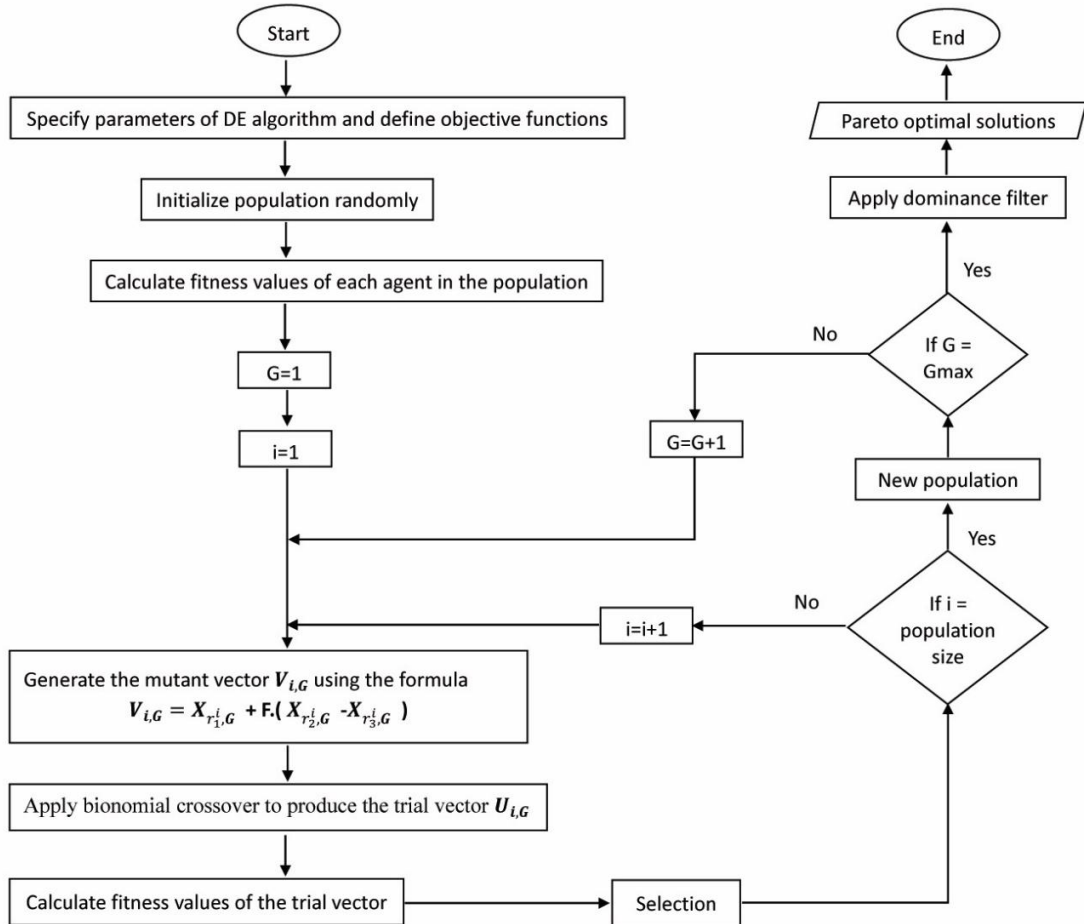 Start
Specify parameters of DE algorithm and define objective functions
Initialize population randomly
Calculate fitness values of each agent in the population
G=1
i=1
Generate the mutant vector V_{i,G} using the formula
V_{i,G} = X_{r_1^i,G} + F.( X_{r_2^i,G} -X_{r_3^i,G} )
Apply bionomial crossover to produce the trial vector U_{i,G}
Calculate fitness values of the trial vector
Selection
If i =
population
size
No
i=i+1
Yes
New population
If G =
Gmax
No
G=G+1
Yes
Apply dominance filter
Pareto optimal solutions
End